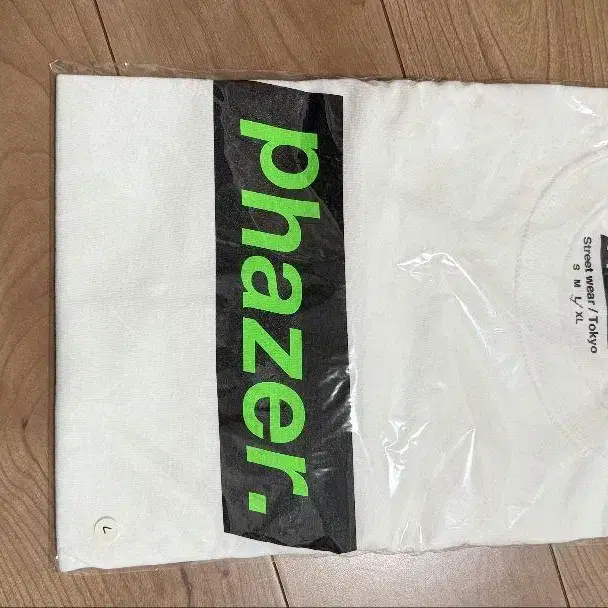 phazer.
Street wear / Tokyo
S M L XL
L